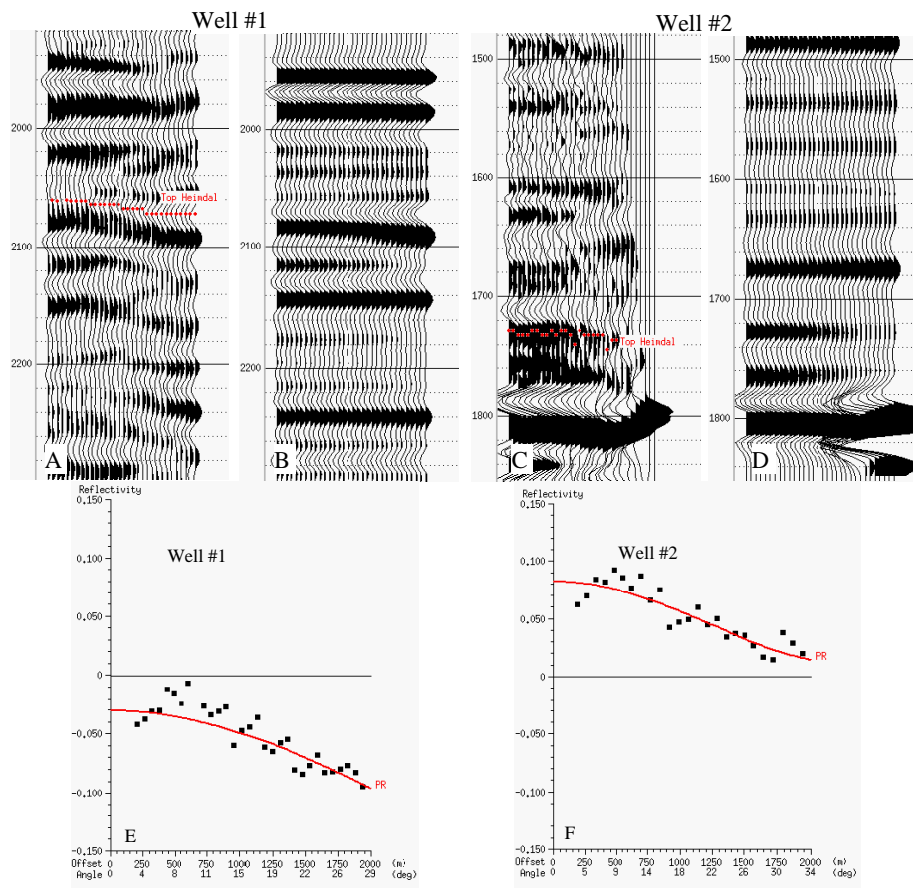 Well #1
Well #2
2000
2100
2200
Top Heimdal
A
2000
2100
2200
B
1500
1600
1700
1800
Top Heimdal
C
1500
1600
1700
1800
D
Reflectivity
0.150
0.100
0.050
0
-0.050
-0.100
-0.150
Well #1
PR
E
Offset 0 250 500 750 1000 1250 1500 1750 2000 (m)
Angle 0 4 8 11 15 19 22 26 29 (deg)
Reflectivity
0.150
0.100
0.050
0
-0.050
-0.100
-0.150
Well #2
PR
F
Offset 0 250 500 750 1000 1250 1500 1750 2000 (m)
Angle 0 5 9 14 18 22 26 30 34 (deg)